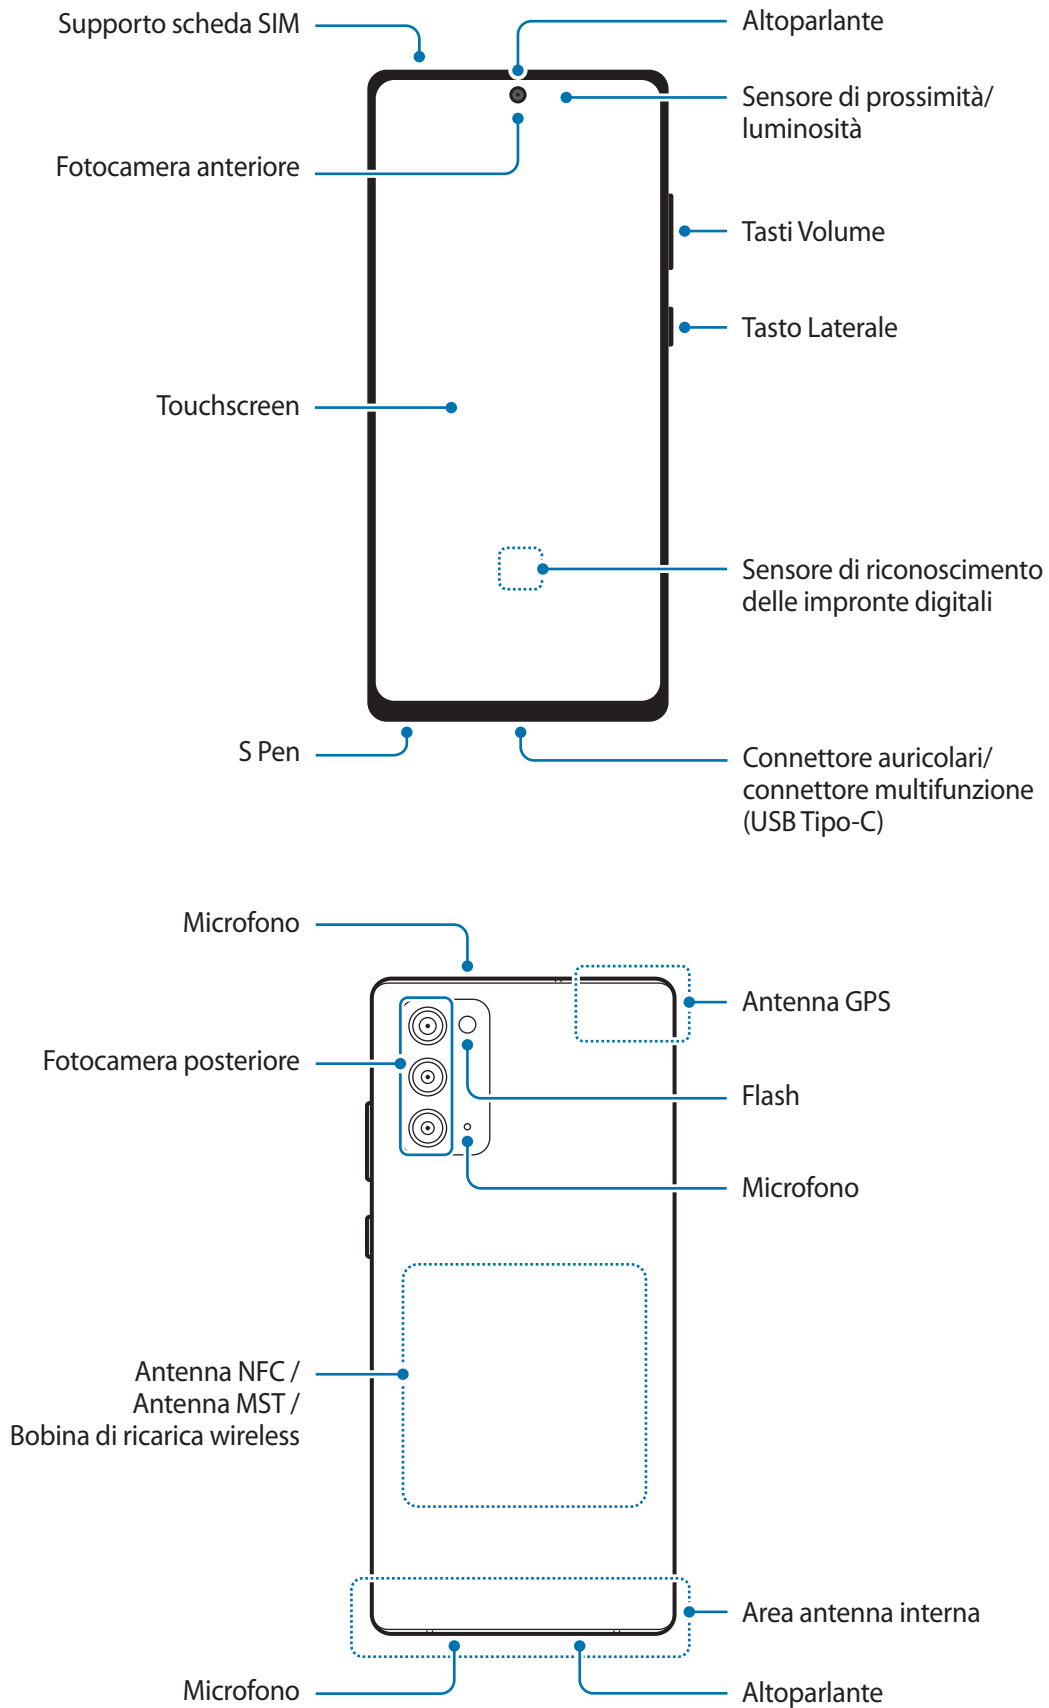 Supporto scheda SIM
Altoparlante
Sensore di prossimità/
luminosità
Fotocamera anteriore
Tasti Volume
Tasto Laterale
Touchscreen
Sensore di riconoscimento
delle impronte digitali
S Pen
Connettore auricolari/
connettore multifunzione
(USB Tipo-C)
Microfono
Antenna GPS
Fotocamera posteriore
Flash
Microfono
Antenna NFC /
Antenna MST /
Bobina di ricarica wireless
Area antenna interna
Microfono
Altoparlante